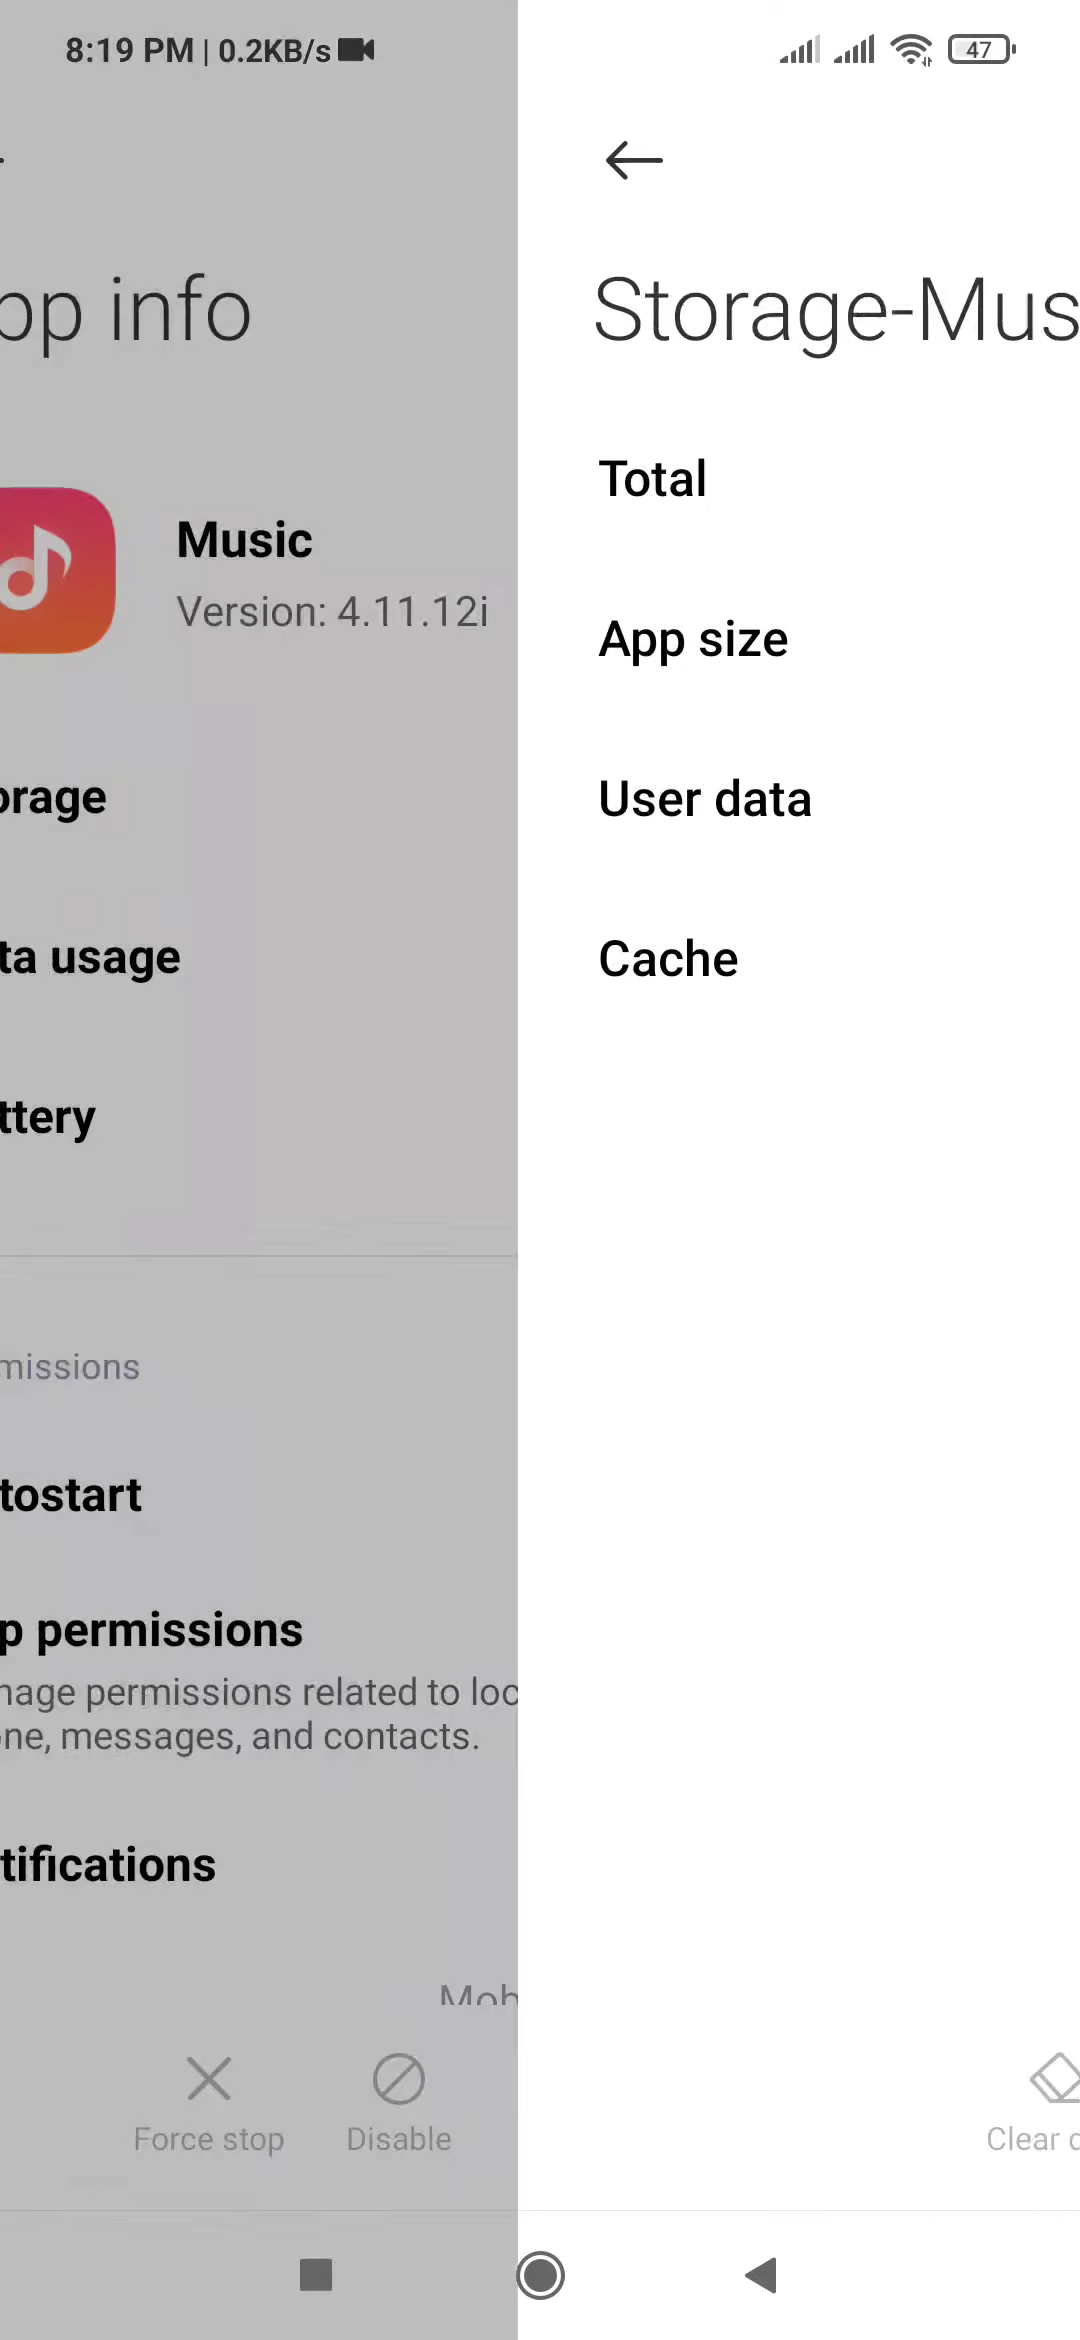 8:19 PM | 0.2KB/s
47
pp info
Storage-Mus
Music
Version: 4.11.12i
orage
ta usage
ttery
missions
tostart
p permissions
nage permissions related to loc
ne, messages, and contacts.
tifications
Mob
Force stop
Disable
Total
App size
User data
Cache
Clear